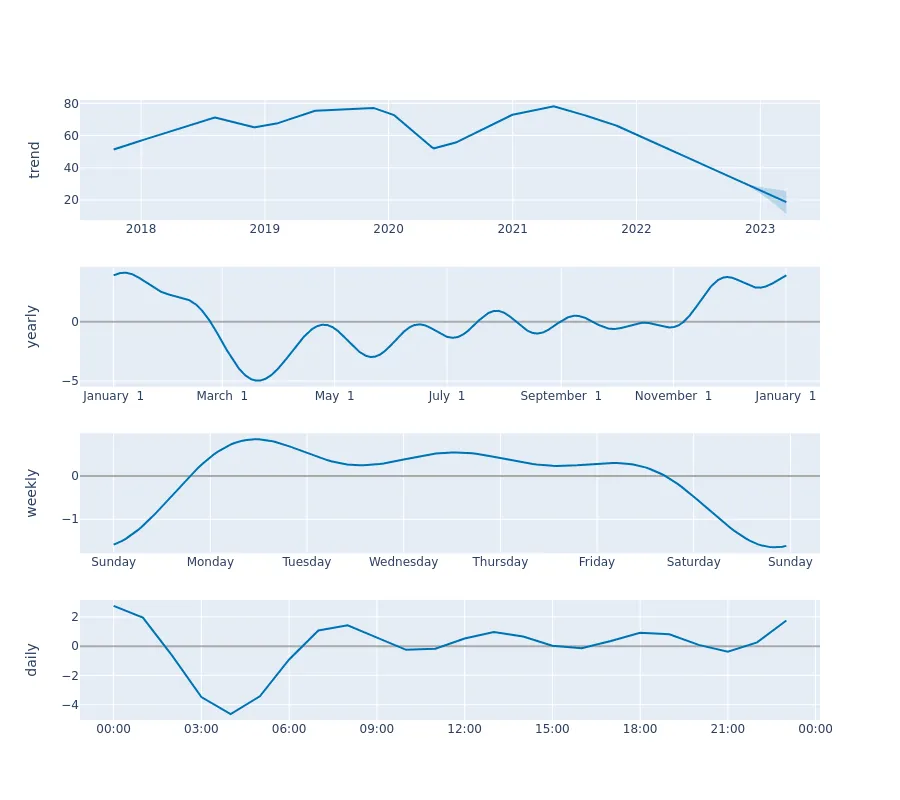 trend
80
60
40
20
2018 2019 2020 2021 2022 2023
yearly
0
−5
January 1 March 1 May 1 July 1 September 1 November 1 January 1
weekly
0
−1
Sunday Monday Tuesday Wednesday Thursday Friday Saturday Sunday
daily
2
0
−2
−4
00:00 03:00 06:00 09:00 12:00 15:00 18:00 21:00 00:00